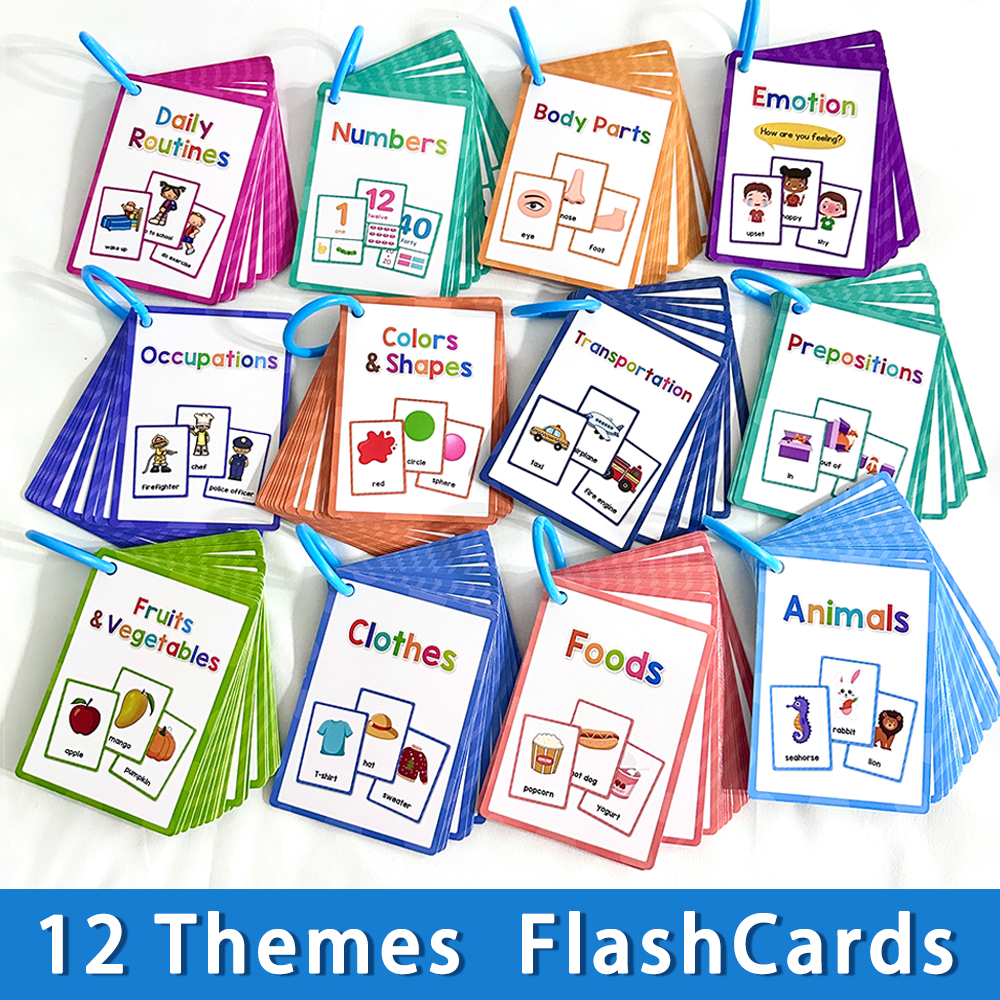 Daily
Routines
wake up
to school
do exercise
Numbers
1
one
12
twelve
40
forty
20
Body Parts
eye
nose
foot
Emotion
How are you feeling?
upset
happy
shy
Occupations
firefighter
chef
police officer
Colors
& Shapes
red
circle
sphere
Transportation
taxi
airplane
fire engine
Prepositions
in
out of
Fruits
& Vegetables
apple
mango
pumpkin
Clothes
T-shirt
hat
sweater
Foods
popcorn
hot dog
yogurt
Animals
seahorse
rabbit
lion
12 Themes FlashCards